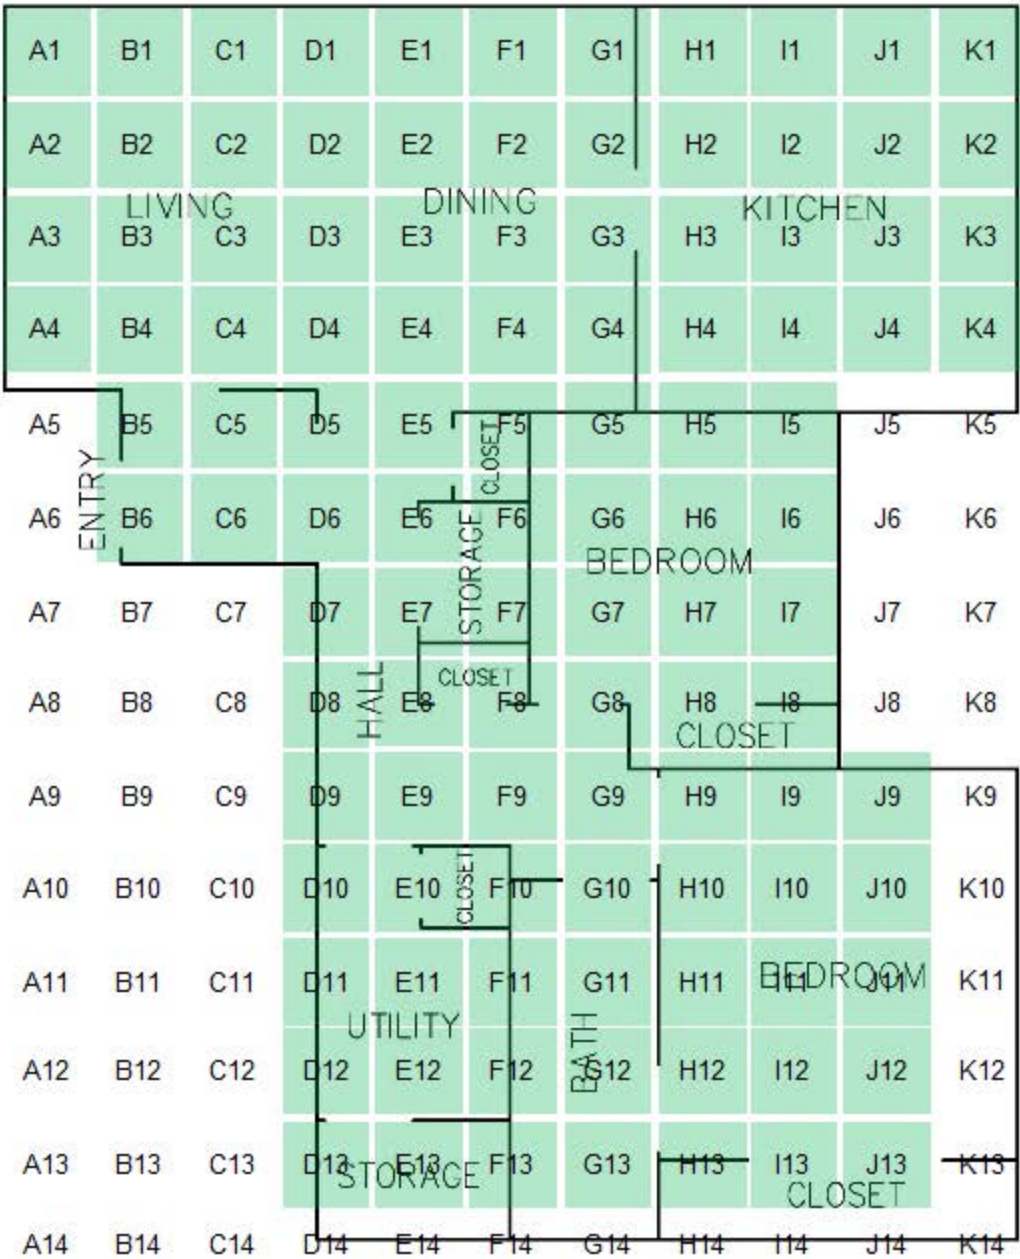 A1 B1 C1 D1 E1 F1 G1 H1 I1 J1 K1
A2 B2 C2 D2 E2 F2 G2 H2 I2 J2 K2
LIVING DINING KITCHEN
A3 B3 C3 D3 E3 F3 G3 H3 I3 J3 K3
A4 B4 C4 D4 E4 F4 G4 H4 I4 J4 K4
A5 B5 C5 D5 E5 F5 G5 H5 I5 J5 K5
CLOSET
ENTRY
A6 B6 C6 D6 E6 F6 G6 H6 I6 J6 K6
STORAGE
BEDROOM
A7 B7 C7 D7 E7 F7 G7 H7 I7 J7 K7
CLOSET
HALL
A8 B8 C8 D8 E8 F8 G8 H8 I8 J8 K8
CLOSET
A9 B9 C9 D9 E9 F9 G9 H9 I9 J9 K9
A10 B10 C10 D10 E10 F10 G10 H10 I10 J10 K10
CLOSET
BEDROOM
A11 B11 C11 D11 E11 F11 G11 H11 I11 J11 K11
UTILITY
BATH
A12 B12 C12 D12 E12 F12 G12 H12 I12 J12 K12
A13 B13 C13 D13 E13 F13 G13 H13 I13 J13 K13
STORAGE
CLOSET
A14 B14 C14 D14 E14 F14 G14 H14 I14 J14 K14